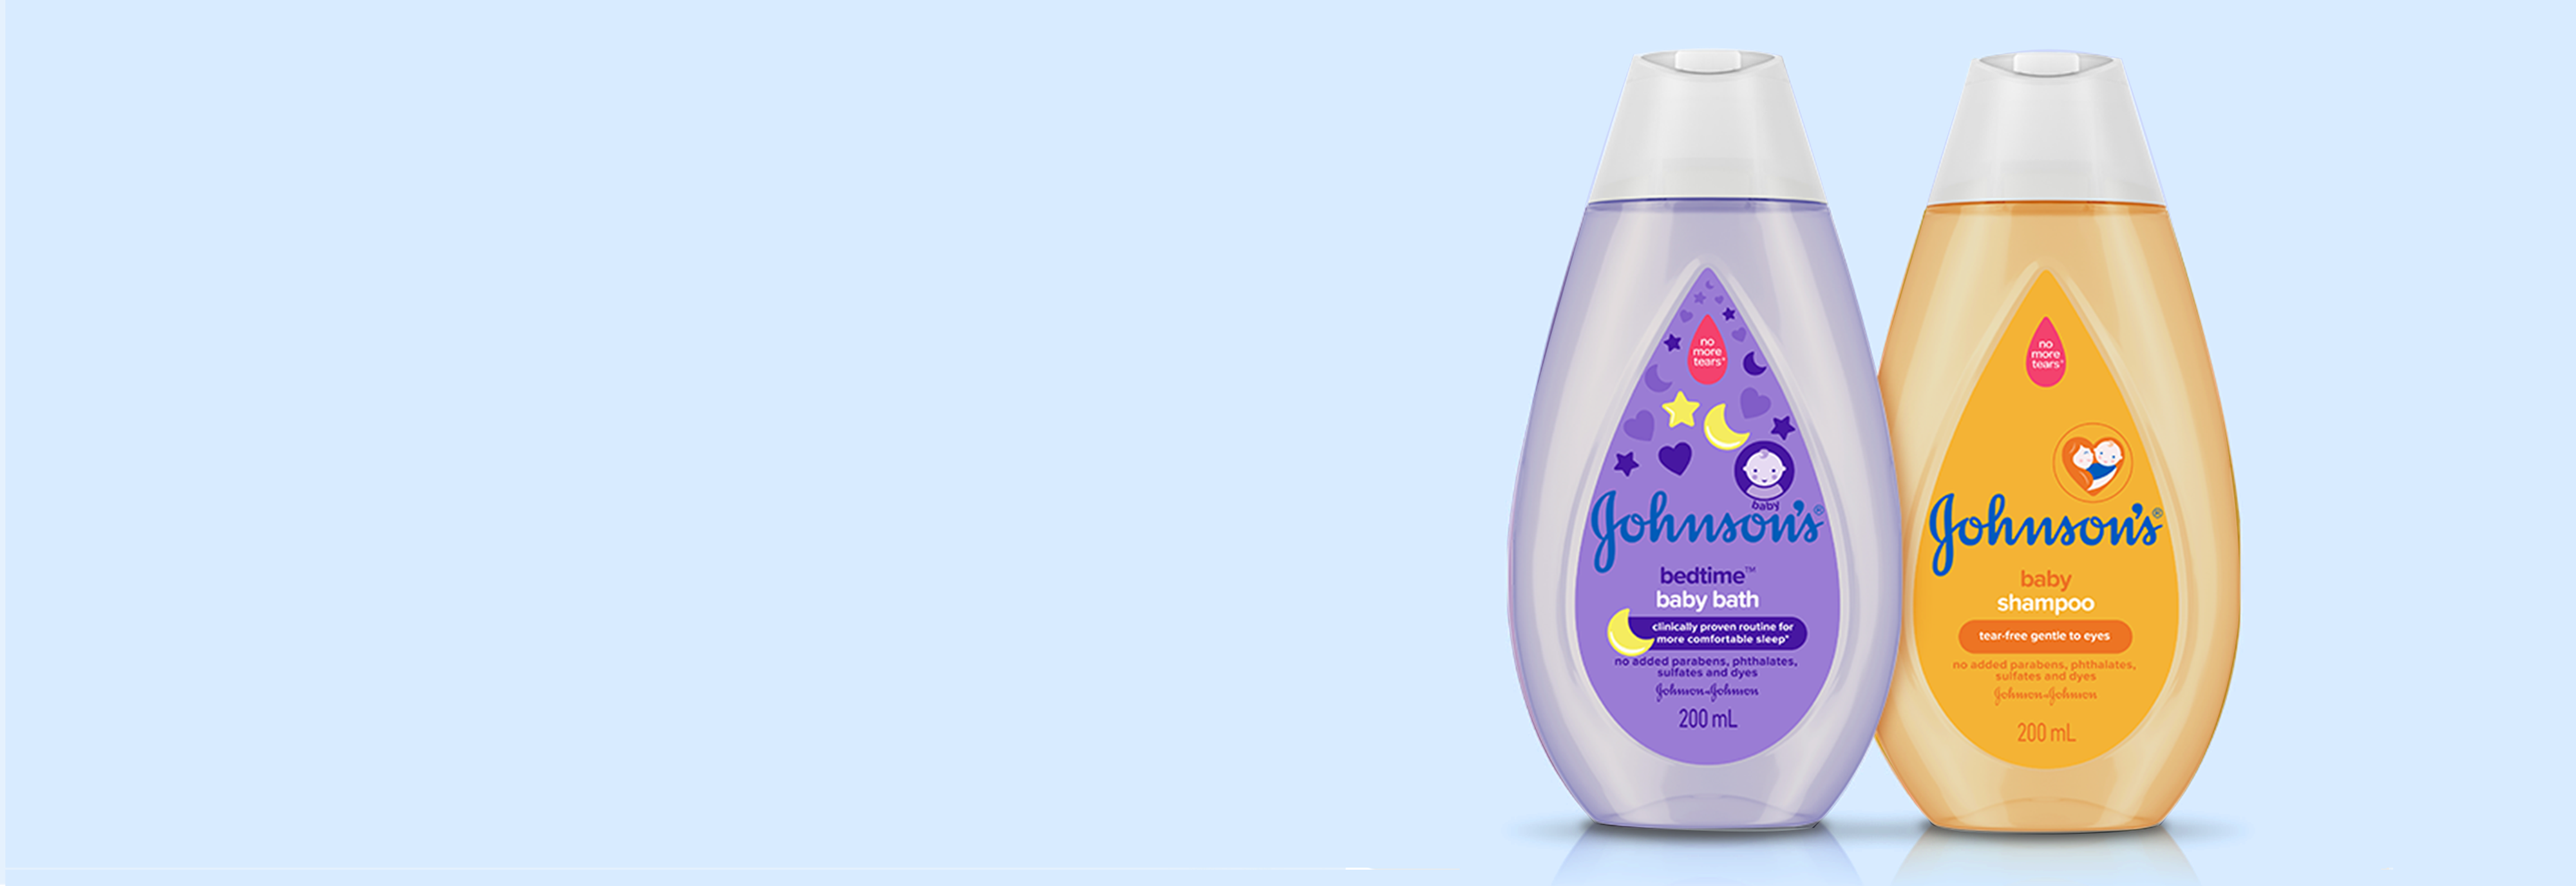 no
more
tears®
baby
Johnson's®
bedtime™
baby bath
clinically proven routine for
more comfortable sleep*
no added parabens, phthalates,
sulfates and dyes
Johnson & Johnson
200 mL
no
more
tears®
Johnson's®
baby
shampoo
tear-free gentle to eyes
no added parabens, phthalates,
sulfates and dyes
Johnson & Johnson
200 mL